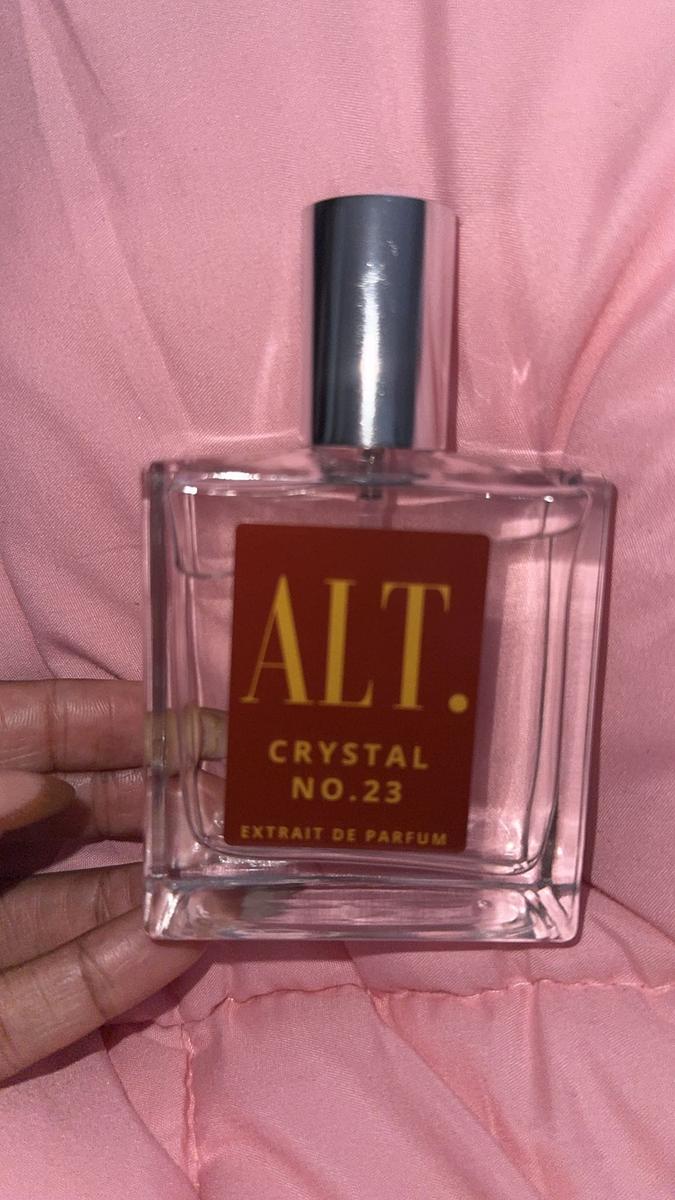 ALT.
CRYSTAL
NO.23
EXTRAIT DE PARFUM